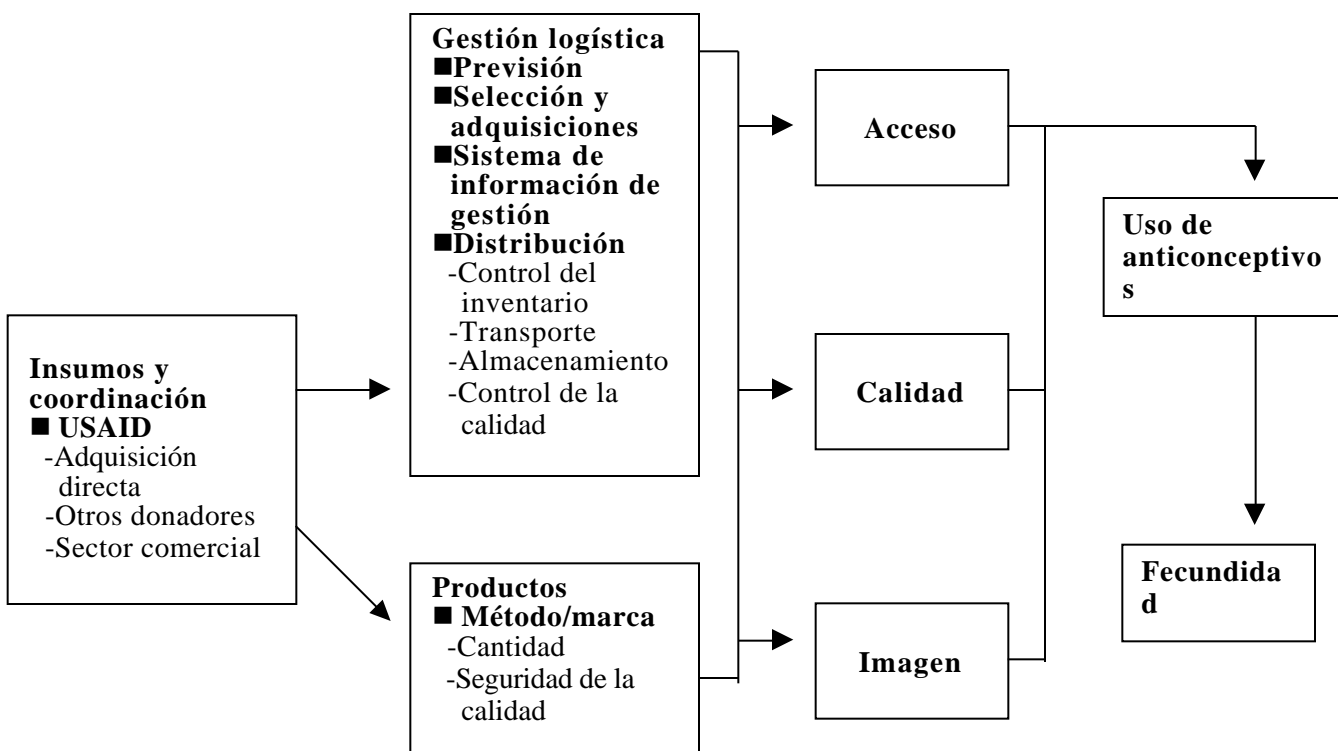 Insumos y
coordinación
■ USAID
-Adquisición
directa
-Otros donadores
-Sector comercial
Gestión logística
■Previsión
■Selección y
adquisiciones
■Sistema de
información de
gestión
■Distribución
-Control del
inventario
-Transporte
-Almacenamiento
-Control de la
calidad
Productos
■ Método/marca
-Cantidad
-Seguridad de la
calidad
Acceso
Calidad
Imagen
Uso de
anticonceptivo
s
Fecundida
d